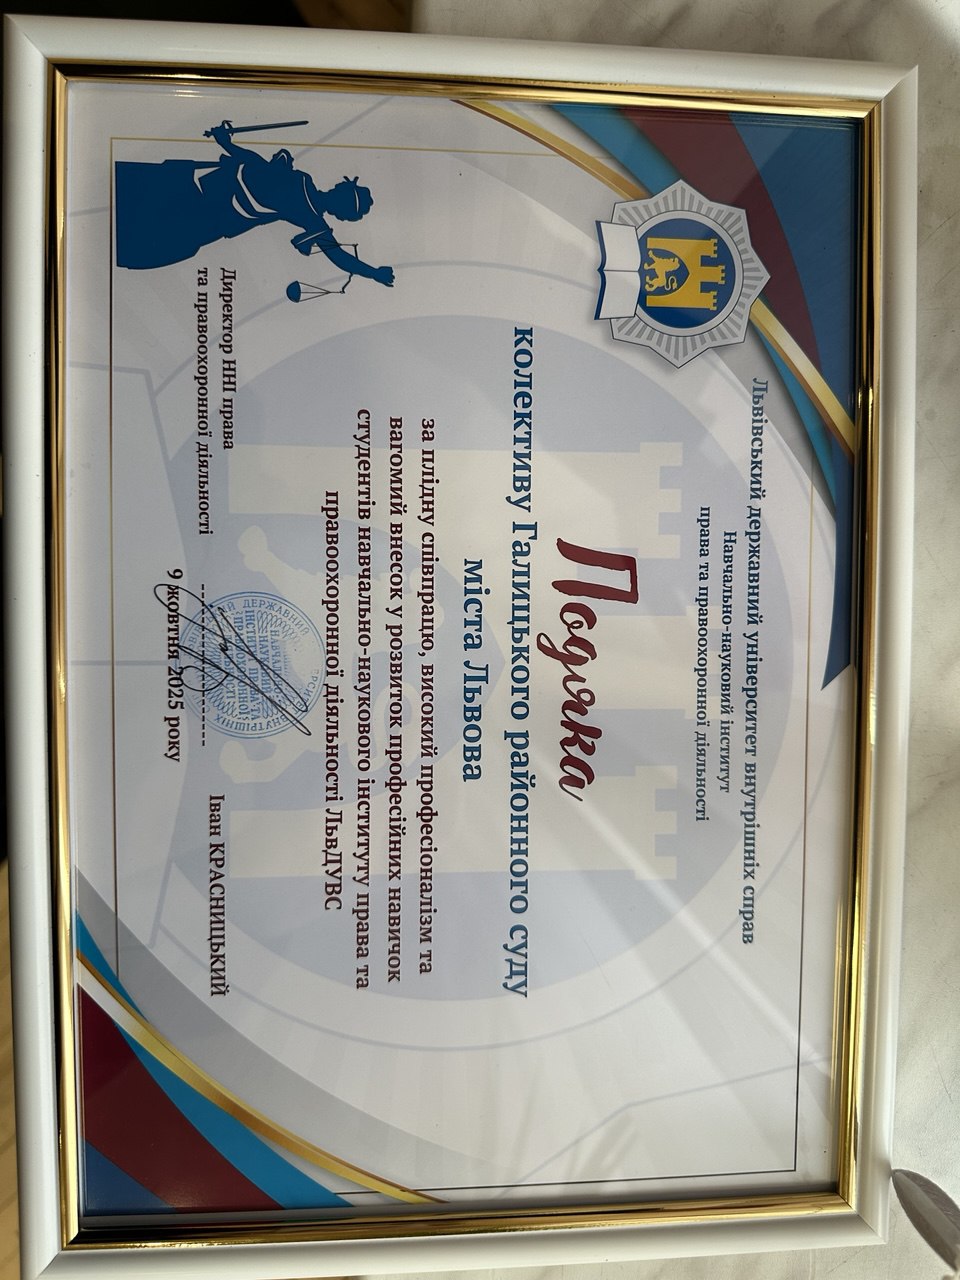 Львівський державний університет внутрішніх справ
Навчально-науковий інститут
права та правоохоронної діяльності
Подяка
колективу Галицького районного суду
міста Львова
за плідну співпрацю, високий професіоналізм та
вагомий внесок у розвиток професійних навичок
студентів навчально-наукового інституту права та
правоохоронної діяльності ЛьвДУВС
Директор ННІ права
та правоохоронної діяльності
Іван КРАСНИЦЬКИЙ
9 жовтня 2025 року